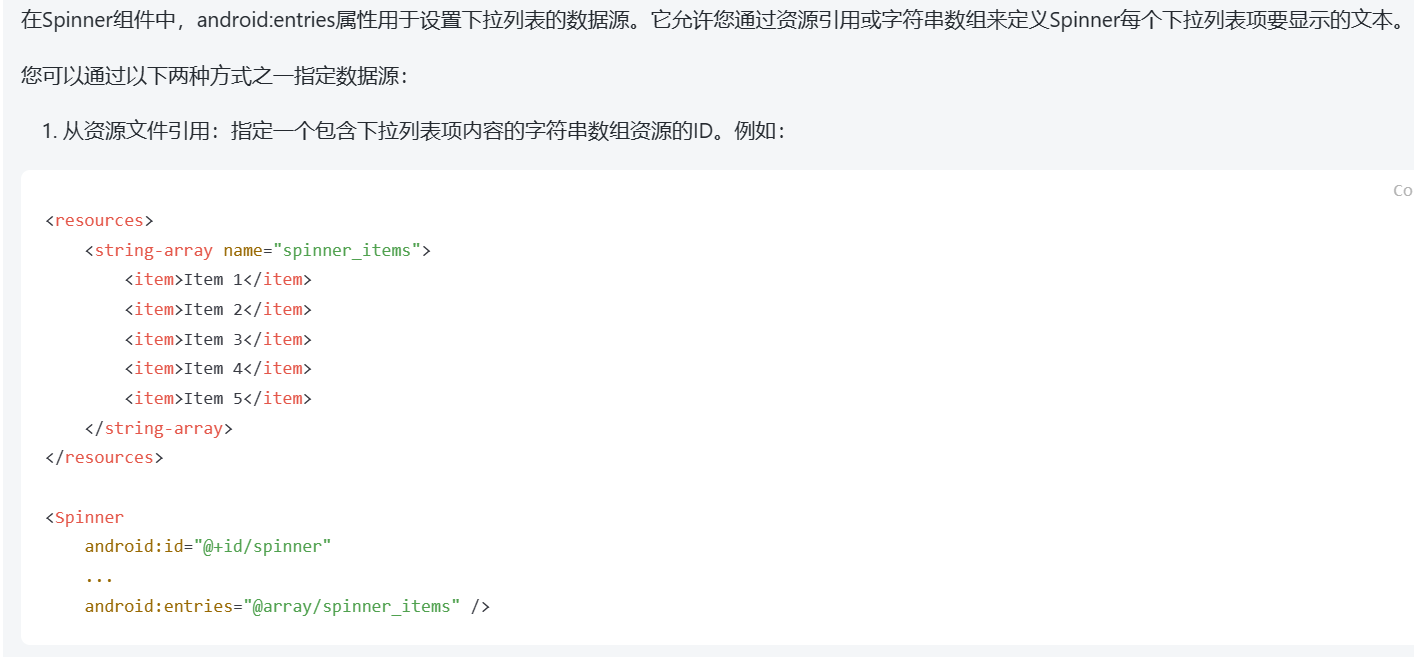 在Spinner组件中，android:entries属性用于设置下拉列表的数据源。它允许您通过资源引用或字符串数组来定义Spinner每个下拉列表项要显示的文本。
您可以通过以下两种方式之一指定数据源：
1. 从资源文件引用：指定一个包含下拉列表项内容的字符串数组资源的ID。例如：
Co
<resources>
    <string-array name="spinner_items">
        <item>Item 1</item>
        <item>Item 2</item>
        <item>Item 3</item>
        <item>Item 4</item>
        <item>Item 5</item>
    </string-array>
</resources>
<Spinner
    android:id="@+id/spinner"
    ...
    android:entries="@array/spinner_items" />